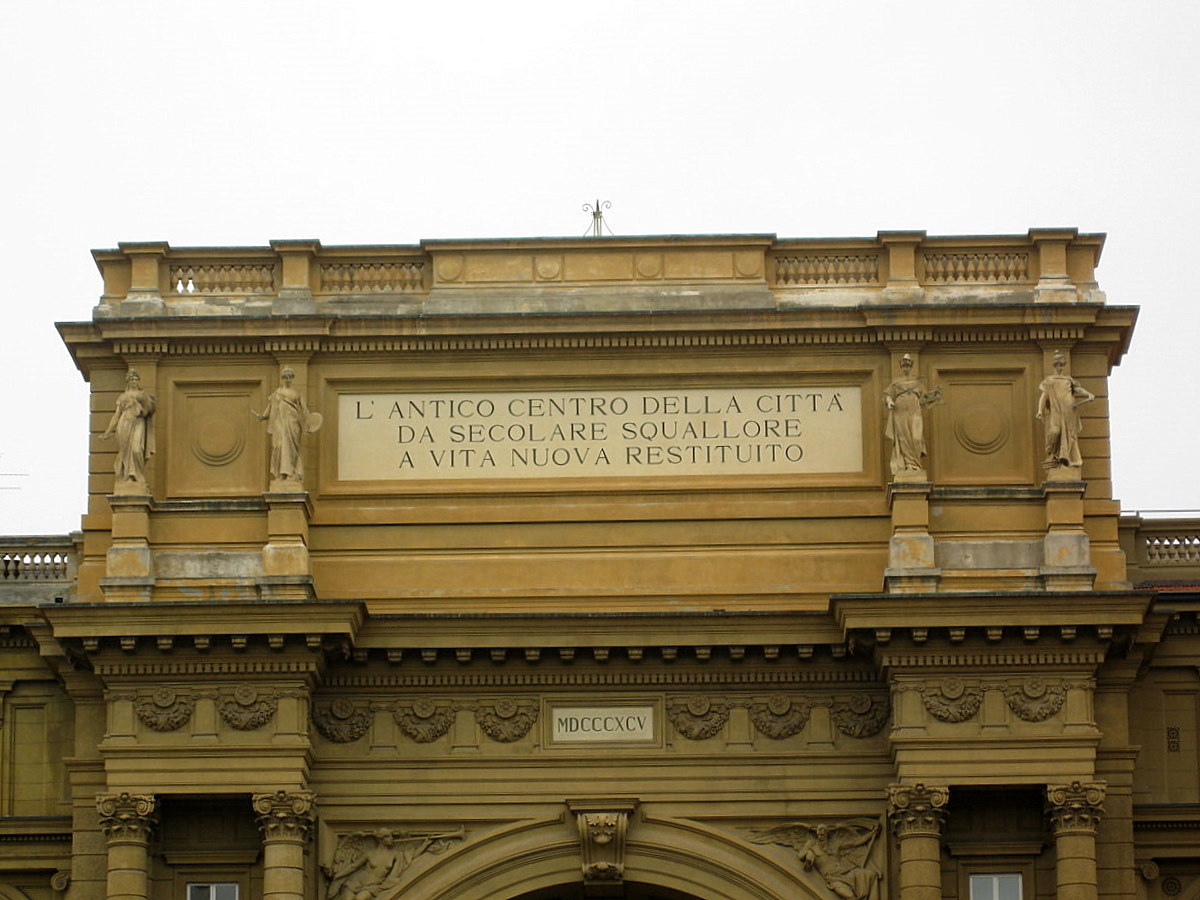 L'ANTICO CENTRO DELLA CITTÀ
DA SECOLARE SQUALLORE
A VITA NUOVA RESTITUITO
MDCCCXCV